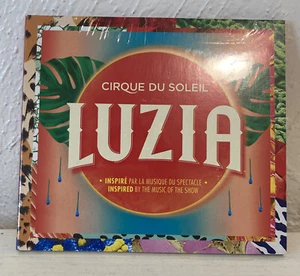 CIRQUE DU SOLEIL
LUZIA
• INSPIRÉ PAR LA MUSIQUE DU SPECTACLE •
INSPIRED BY THE MUSIC OF THE SHOW